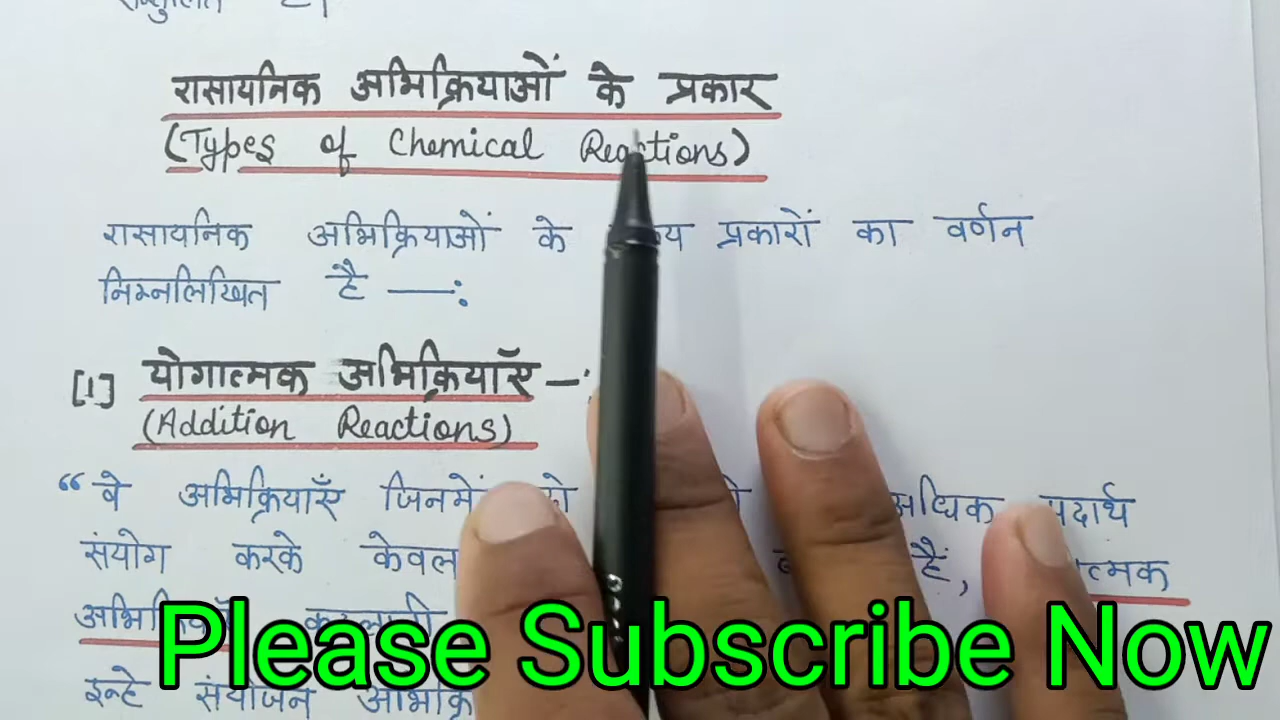 रासायनिक अभिक्रियाओं के प्रकार
(Types of Chemical Reactions)
रासायनिक अभिक्रियाओं के प्रकारों का वर्णन
निम्नलिखित है —:
[1] योगात्मक अभिक्रियाएँ —:
(Addition Reactions)
“ वे अभिक्रियाएँ जिनमें अधिक पदार्थ
संयोग करके केवल हैं,
Please Subscribe Now
इन्हे संयोजन